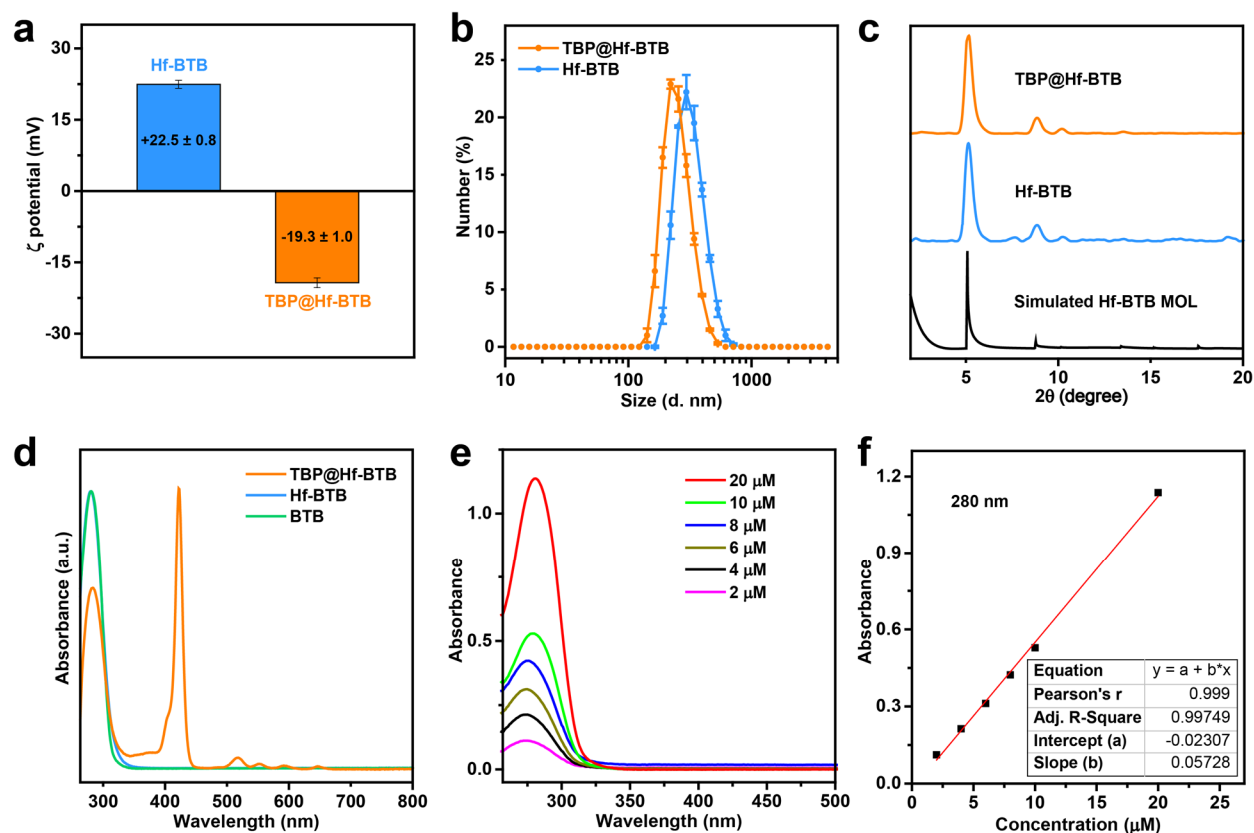 a
ζ potential (mV)
30
15
0
-15
-30
Hf-BTB
+22.5 ± 0.8
-19.3 ± 1.0
TBP@Hf-BTB
b
Number (%)
25
20
15
10
5
0
TBP@Hf-BTB
Hf-BTB
10
100
1000
Size (d. nm)
c
TBP@Hf-BTB
Hf-BTB
Simulated Hf-BTB MOL
5
10
15
20
2θ (degree)
d
Absorbance (a.u.)
TBP@Hf-BTB
Hf-BTB
BTB
300
400
500
600
700
800
Wavelength (nm)
e
Absorbance
1.0
0.5
0.0
20 μM
10 μM
8 μM
6 μM
4 μM
2 μM
300
350
400
450
500
Wavelength (nm)
f
Absorbance
1.2
0.9
0.6
0.3
0.0
280 nm
Equation y = a + b*x
Pearson's r 0.999
Adj. R-Square 0.99749
Intercept (a) -0.02307
Slope (b) 0.05728
0
5
10
15
20
25
Concentration (μM)